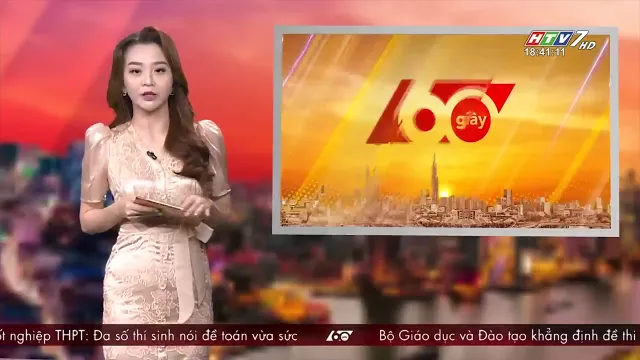 HTV7 HD
18:41:11
60 giây
ốt nghiệp THPT: Đa số thí sinh nói đề toán vừa sức 60 Bộ Giáo dục và Đào tạo khẳng định đề thi